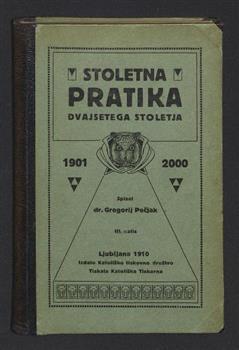 STOLETNA
PRATIKA
DVAJSETEGA STOLETJA
1901 2000
Spisal
dr. Gregorij Pečjak
III. natis
Ljubljana 1910
Izdalo Katoliško tiskovno društvo
Tiskala Katoliška Tiskarna